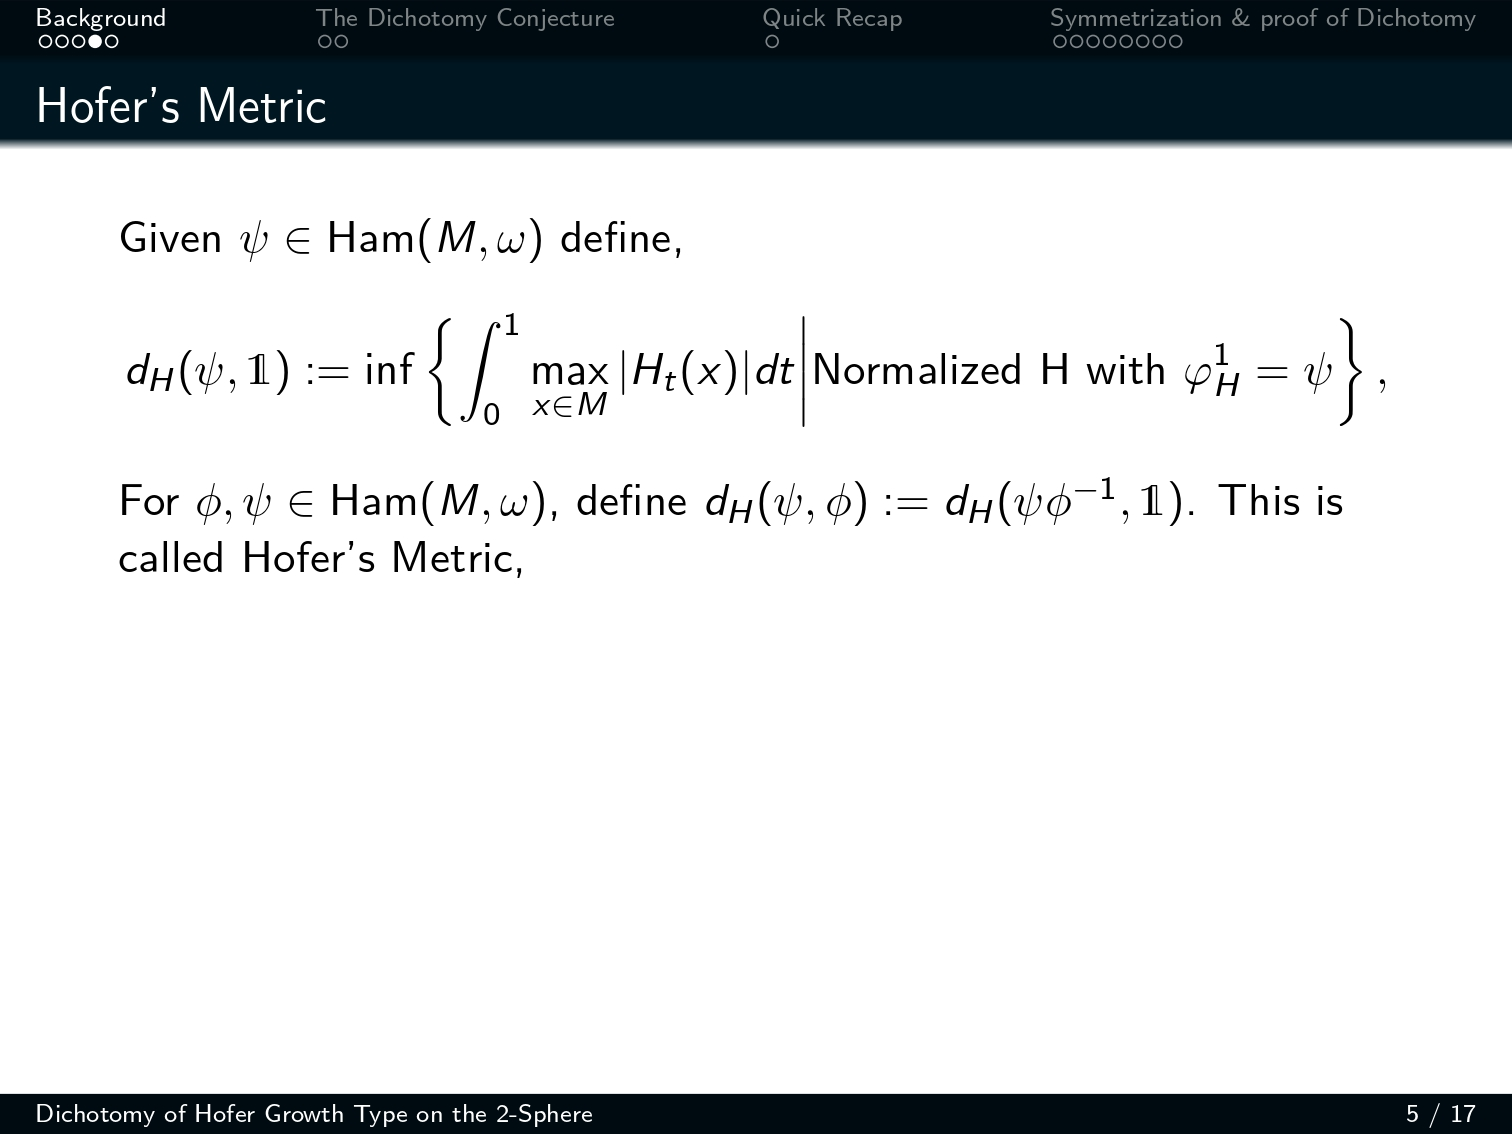 Background The Dichotomy Conjecture Quick Recap Symmetrization & proof of Dichotomy
Hofer's Metric
Given ψ ∈ Ham(M, ω) define,
d_H(ψ, 𝟙) := inf { ∫_0^1 max_{x∈M} |H_t(x)|dt | Normalized H with φ_H^1 = ψ } ,
For ϕ, ψ ∈ Ham(M, ω), define d_H(ψ, ϕ) := d_H(ψϕ^{−1}, 𝟙). This is
called Hofer's Metric,
Dichotomy of Hofer Growth Type on the 2-Sphere 5 / 17